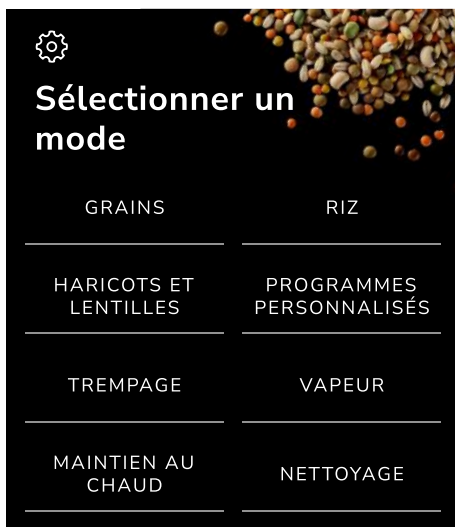 Sélectionner un
mode
GRAINS
RIZ
HARICOTS ET
LENTILLES
PROGRAMMES
PERSONNALISÉS
TREMPAGE
VAPEUR
MAINTIEN AU
CHAUD
NETTOYAGE